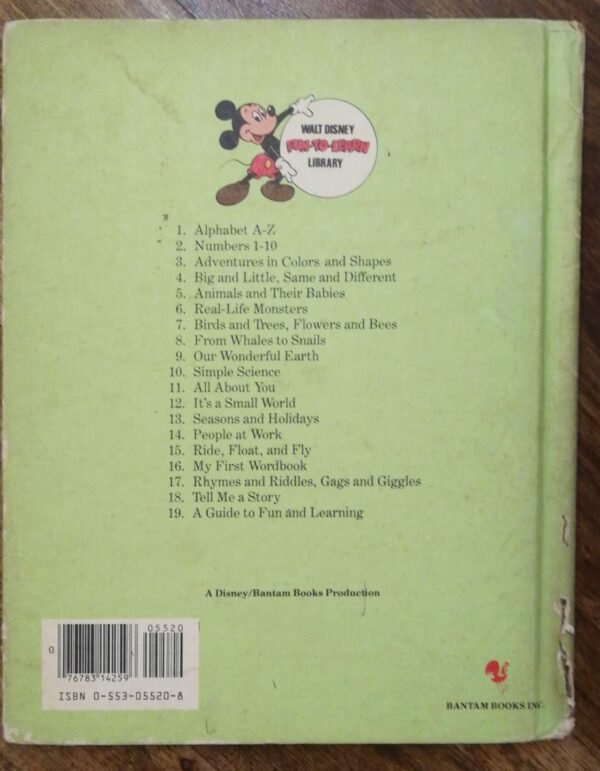 WALT DISNEY
FUN-TO-LEARN
LIBRARY
1. Alphabet A-Z
2. Numbers 1-10
3. Adventures in Colors and Shapes
4. Big and Little, Same and Different
5. Animals and Their Babies
6. Real-Life Monsters
7. Birds and Trees, Flowers and Bees
8. From Whales to Snails
9. Our Wonderful Earth
10. Simple Science
11. All About You
12. It's a Small World
13. Seasons and Holidays
14. People at Work
15. Ride, Float, and Fly
16. My First Wordbook
17. Rhymes and Riddles, Gags and Giggles
18. Tell Me a Story
19. A Guide to Fun and Learning
A Disney/Bantam Books Production
05520
0
76783 14259
ISBN 0-553-05520-8
BANTAM BOOKS INC.